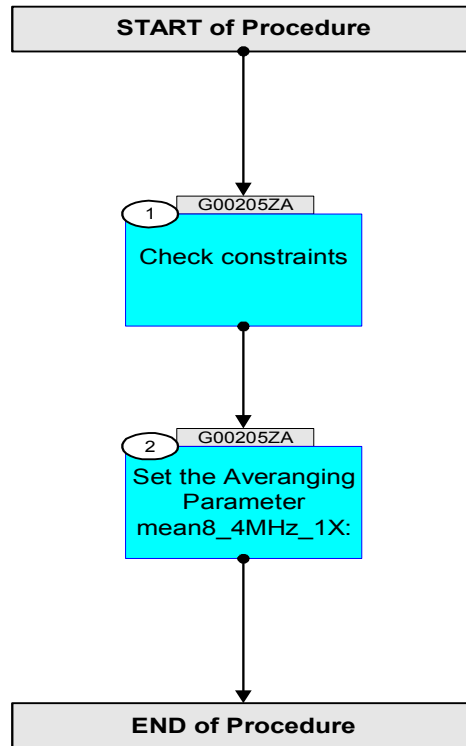 START of Procedure
G00205ZA
1
Check constraints
G00205ZA
2
Set the Averanging
Parameter
mean8_4MHz_1X:
END of Procedure